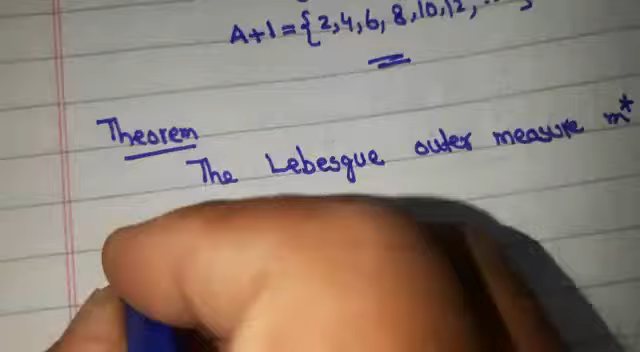 A+1 = {2,4,6,8,10,12,
Theorem
The Lebesgue outer measure m*